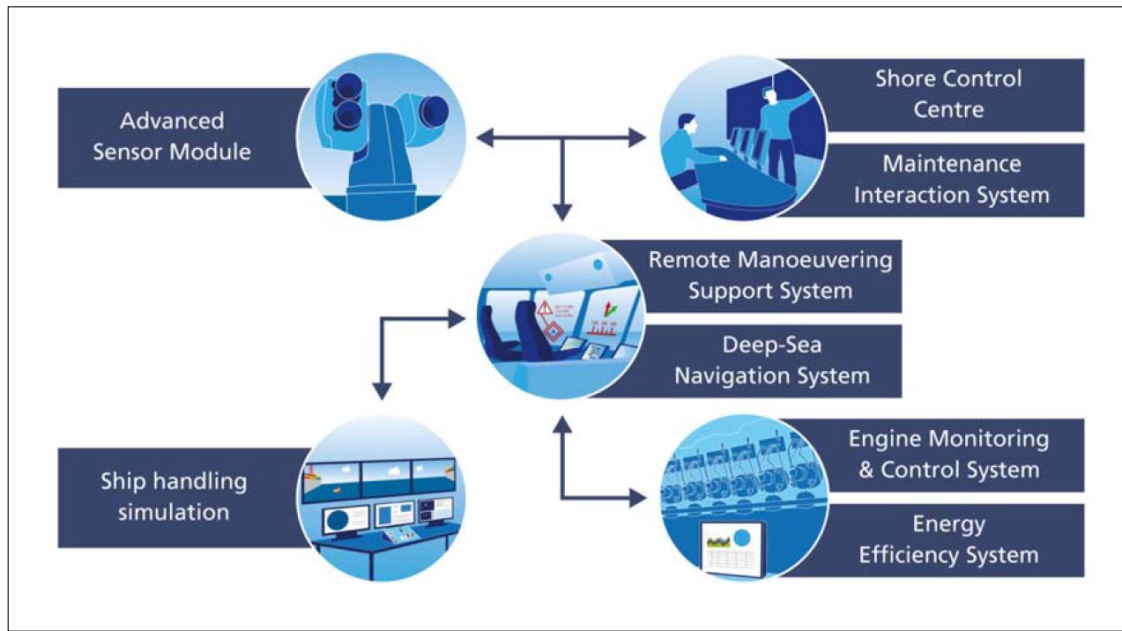 Advanced
Sensor Module
Shore Control
Centre
Maintenance
Interaction System
Remote Manoeuvering
Support System
Deep-Sea
Navigation System
Ship handling
simulation
Engine Monitoring
& Control System
Energy
Efficiency System